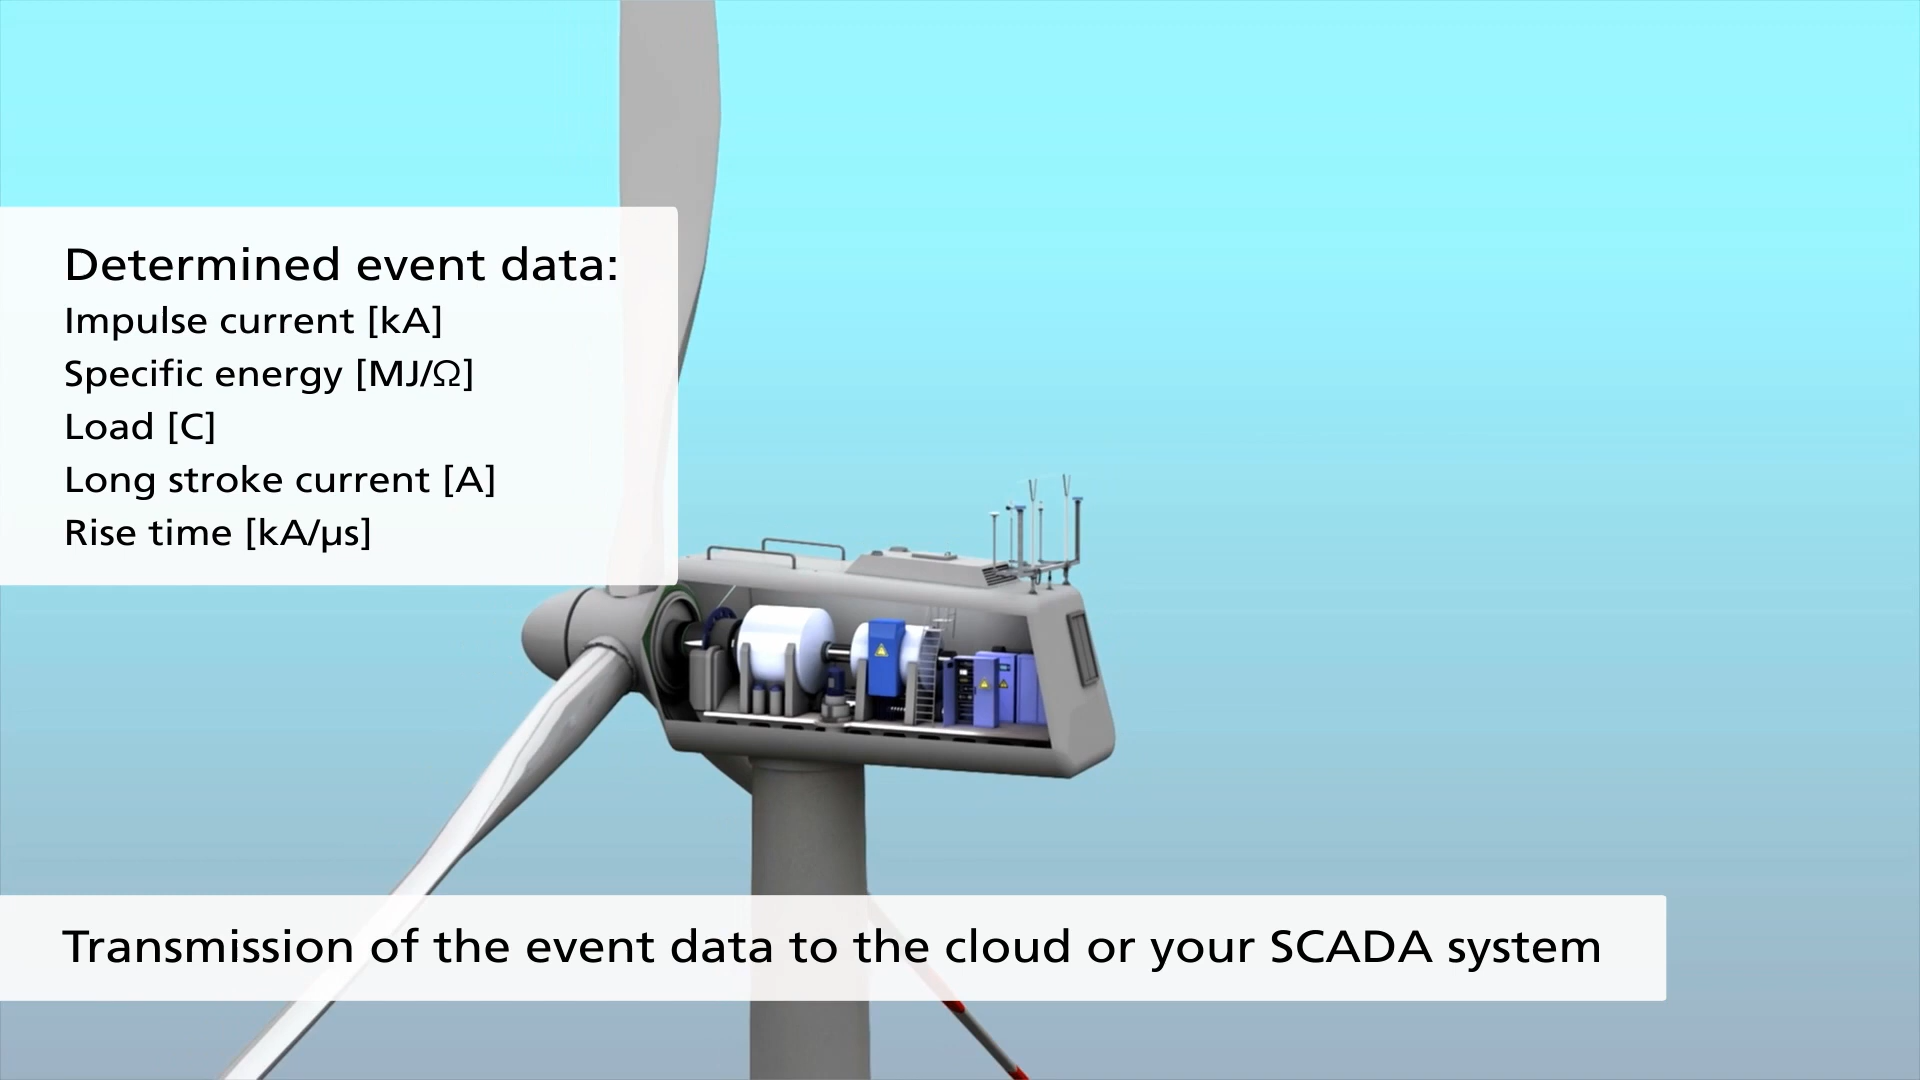 Determined event data:
Impulse current [kA]
Specific energy [MJ/Ω]
Load [C]
Long stroke current [A]
Rise time [kA/µs]
Transmission of the event data to the cloud or your SCADA system